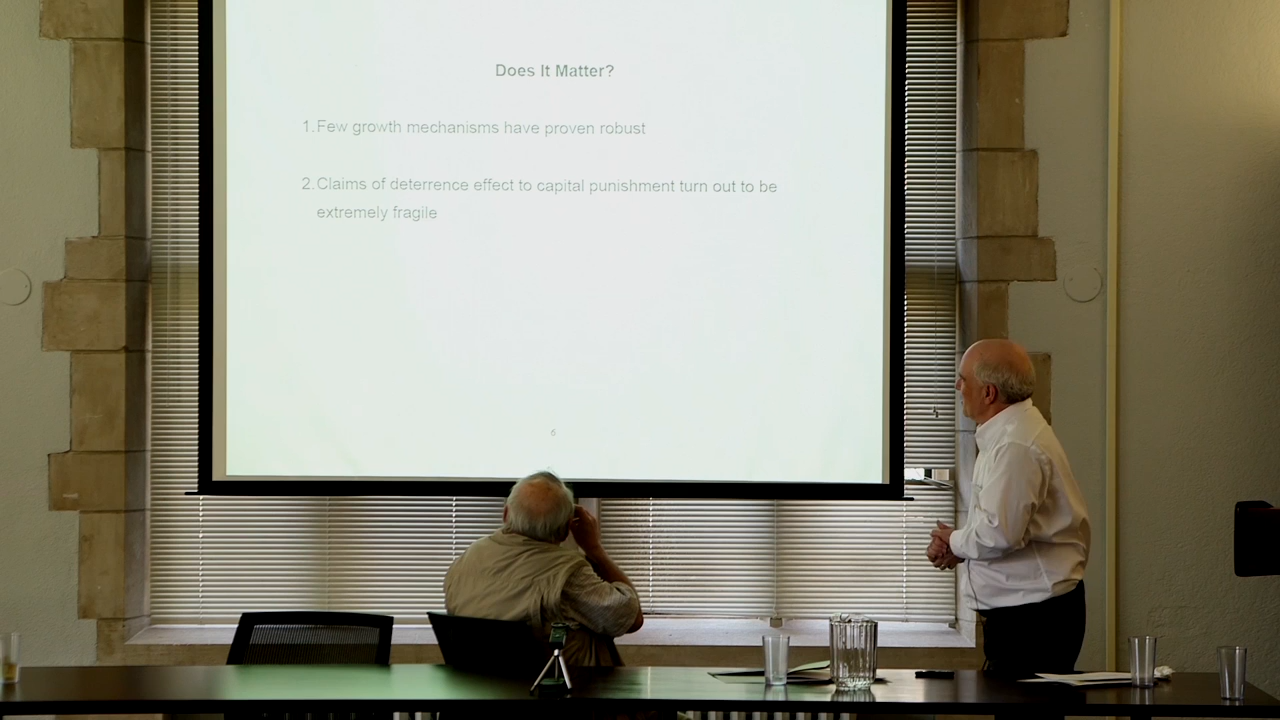 Does It Matter?
1. Few growth mechanisms have proven robust
2. Claims of deterrence effect to capital punishment turn out to be
extremely fragile
6